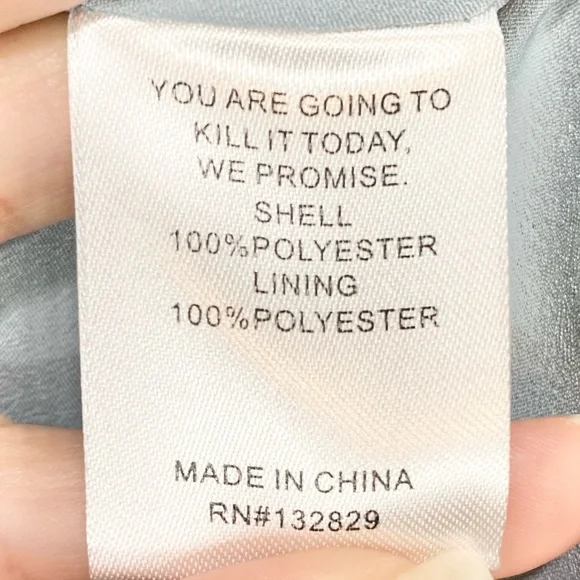 YOU ARE GOING TO
KILL IT TODAY,
WE PROMISE.
SHELL
100%POLYESTER
LINING
100%POLYESTER
MADE IN CHINA
RN#132829